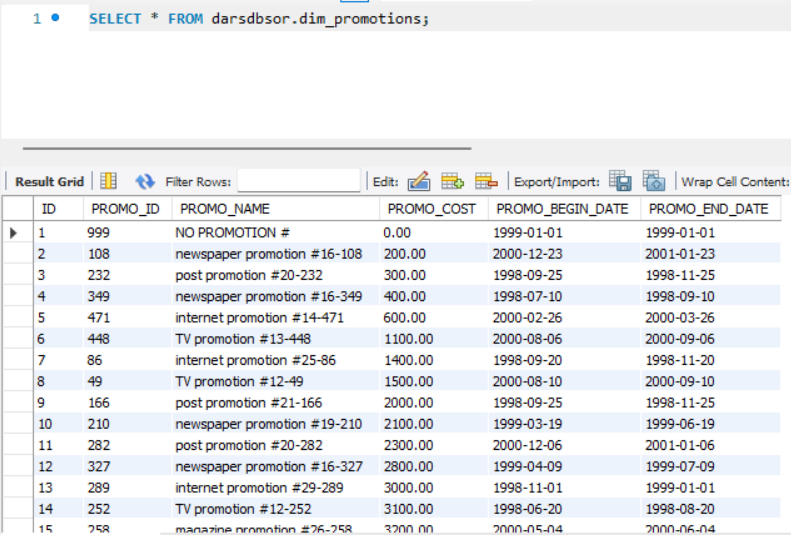 1 SELECT * FROM darsdbsor.dim_promotions;
Result Grid Filter Rows: Edit: Export/Import: Wrap Cell Content:
ID PROMO_ID PROMO_NAME PROMO_COST PROMO_BEGIN_DATE PROMO_END_DATE
1 999 NO PROMOTION # 0.00 1999-01-01 1999-01-01
2 108 newspaper promotion #16-108 200.00 2000-12-23 2001-01-23
3 232 post promotion #20-232 300.00 1998-09-25 1998-11-25
4 349 newspaper promotion #16-349 400.00 1998-07-10 1998-09-10
5 471 internet promotion #14-471 600.00 2000-02-26 2000-03-26
6 448 TV promotion #13-448 1100.00 2000-08-06 2000-09-06
7 86 internet promotion #25-86 1400.00 1998-09-20 1998-11-20
8 49 TV promotion #12-49 1500.00 2000-08-10 2000-09-10
9 166 post promotion #21-166 2000.00 1998-09-25 1998-11-25
10 210 newspaper promotion #19-210 2100.00 1999-03-19 1999-06-19
11 282 post promotion #20-282 2300.00 2000-12-06 2001-01-06
12 327 newspaper promotion #16-327 2800.00 1999-04-09 1999-07-09
13 289 internet promotion #29-289 3000.00 1998-11-01 1999-01-01
14 252 TV promotion #12-252 3100.00 1998-06-20 1998-08-20
15 258 magazine promotion #26-258 3200.00 2000-05-04 2000-06-04